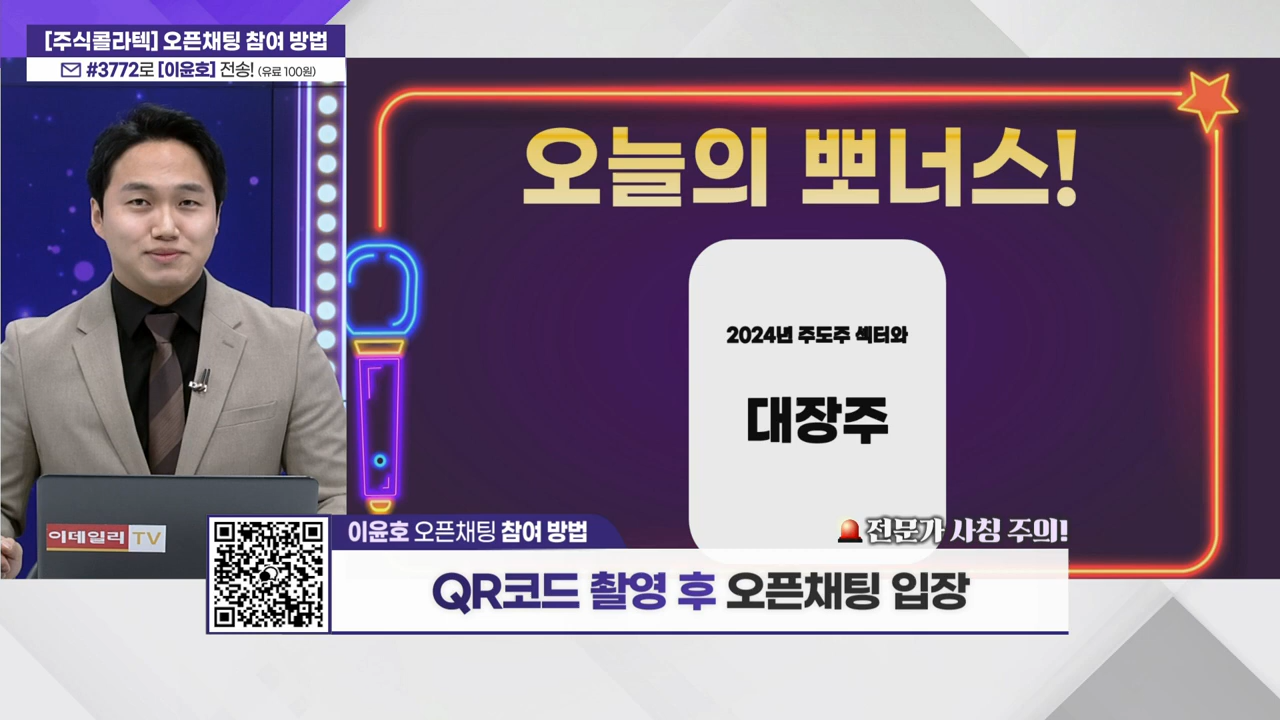 [주식콜라텍] 오픈채팅 참여 방법
#3772로 [이윤호] 전송! (유료 100원)
오늘의 뽀너스!
2024년 주도주 섹터와
대장주
이데일리TV
이윤호 오픈채팅 참여 방법
전문가 사칭 주의!
QR코드 촬영 후 오픈채팅 입장